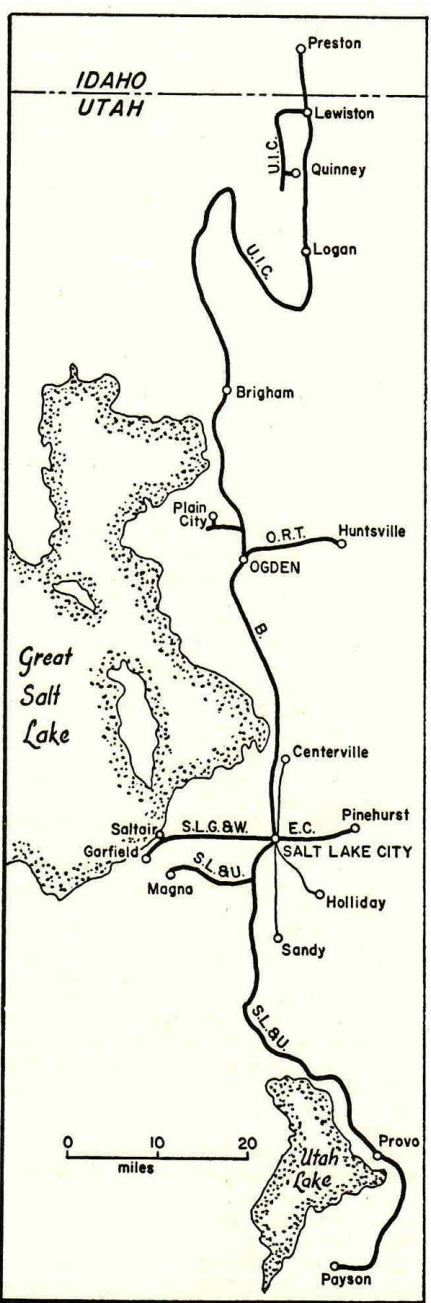 Preston
IDAHO
UTAH
Lewiston
U.I.C.
Quinney
Logan
U.I.C.
Brigham
Plain
City
O.R.T.
Huntsville
OGDEN
B.
Great
Salt
Lake
Centerville
Pinehurst
Saltair
S.L.G.&W.
E.C.
Garfield
SALT LAKE CITY
S.L.&U.
Magna
Holliday
Sandy
S.L.&U.
0 10 20
miles
Provo
Utah
Lake
Payson